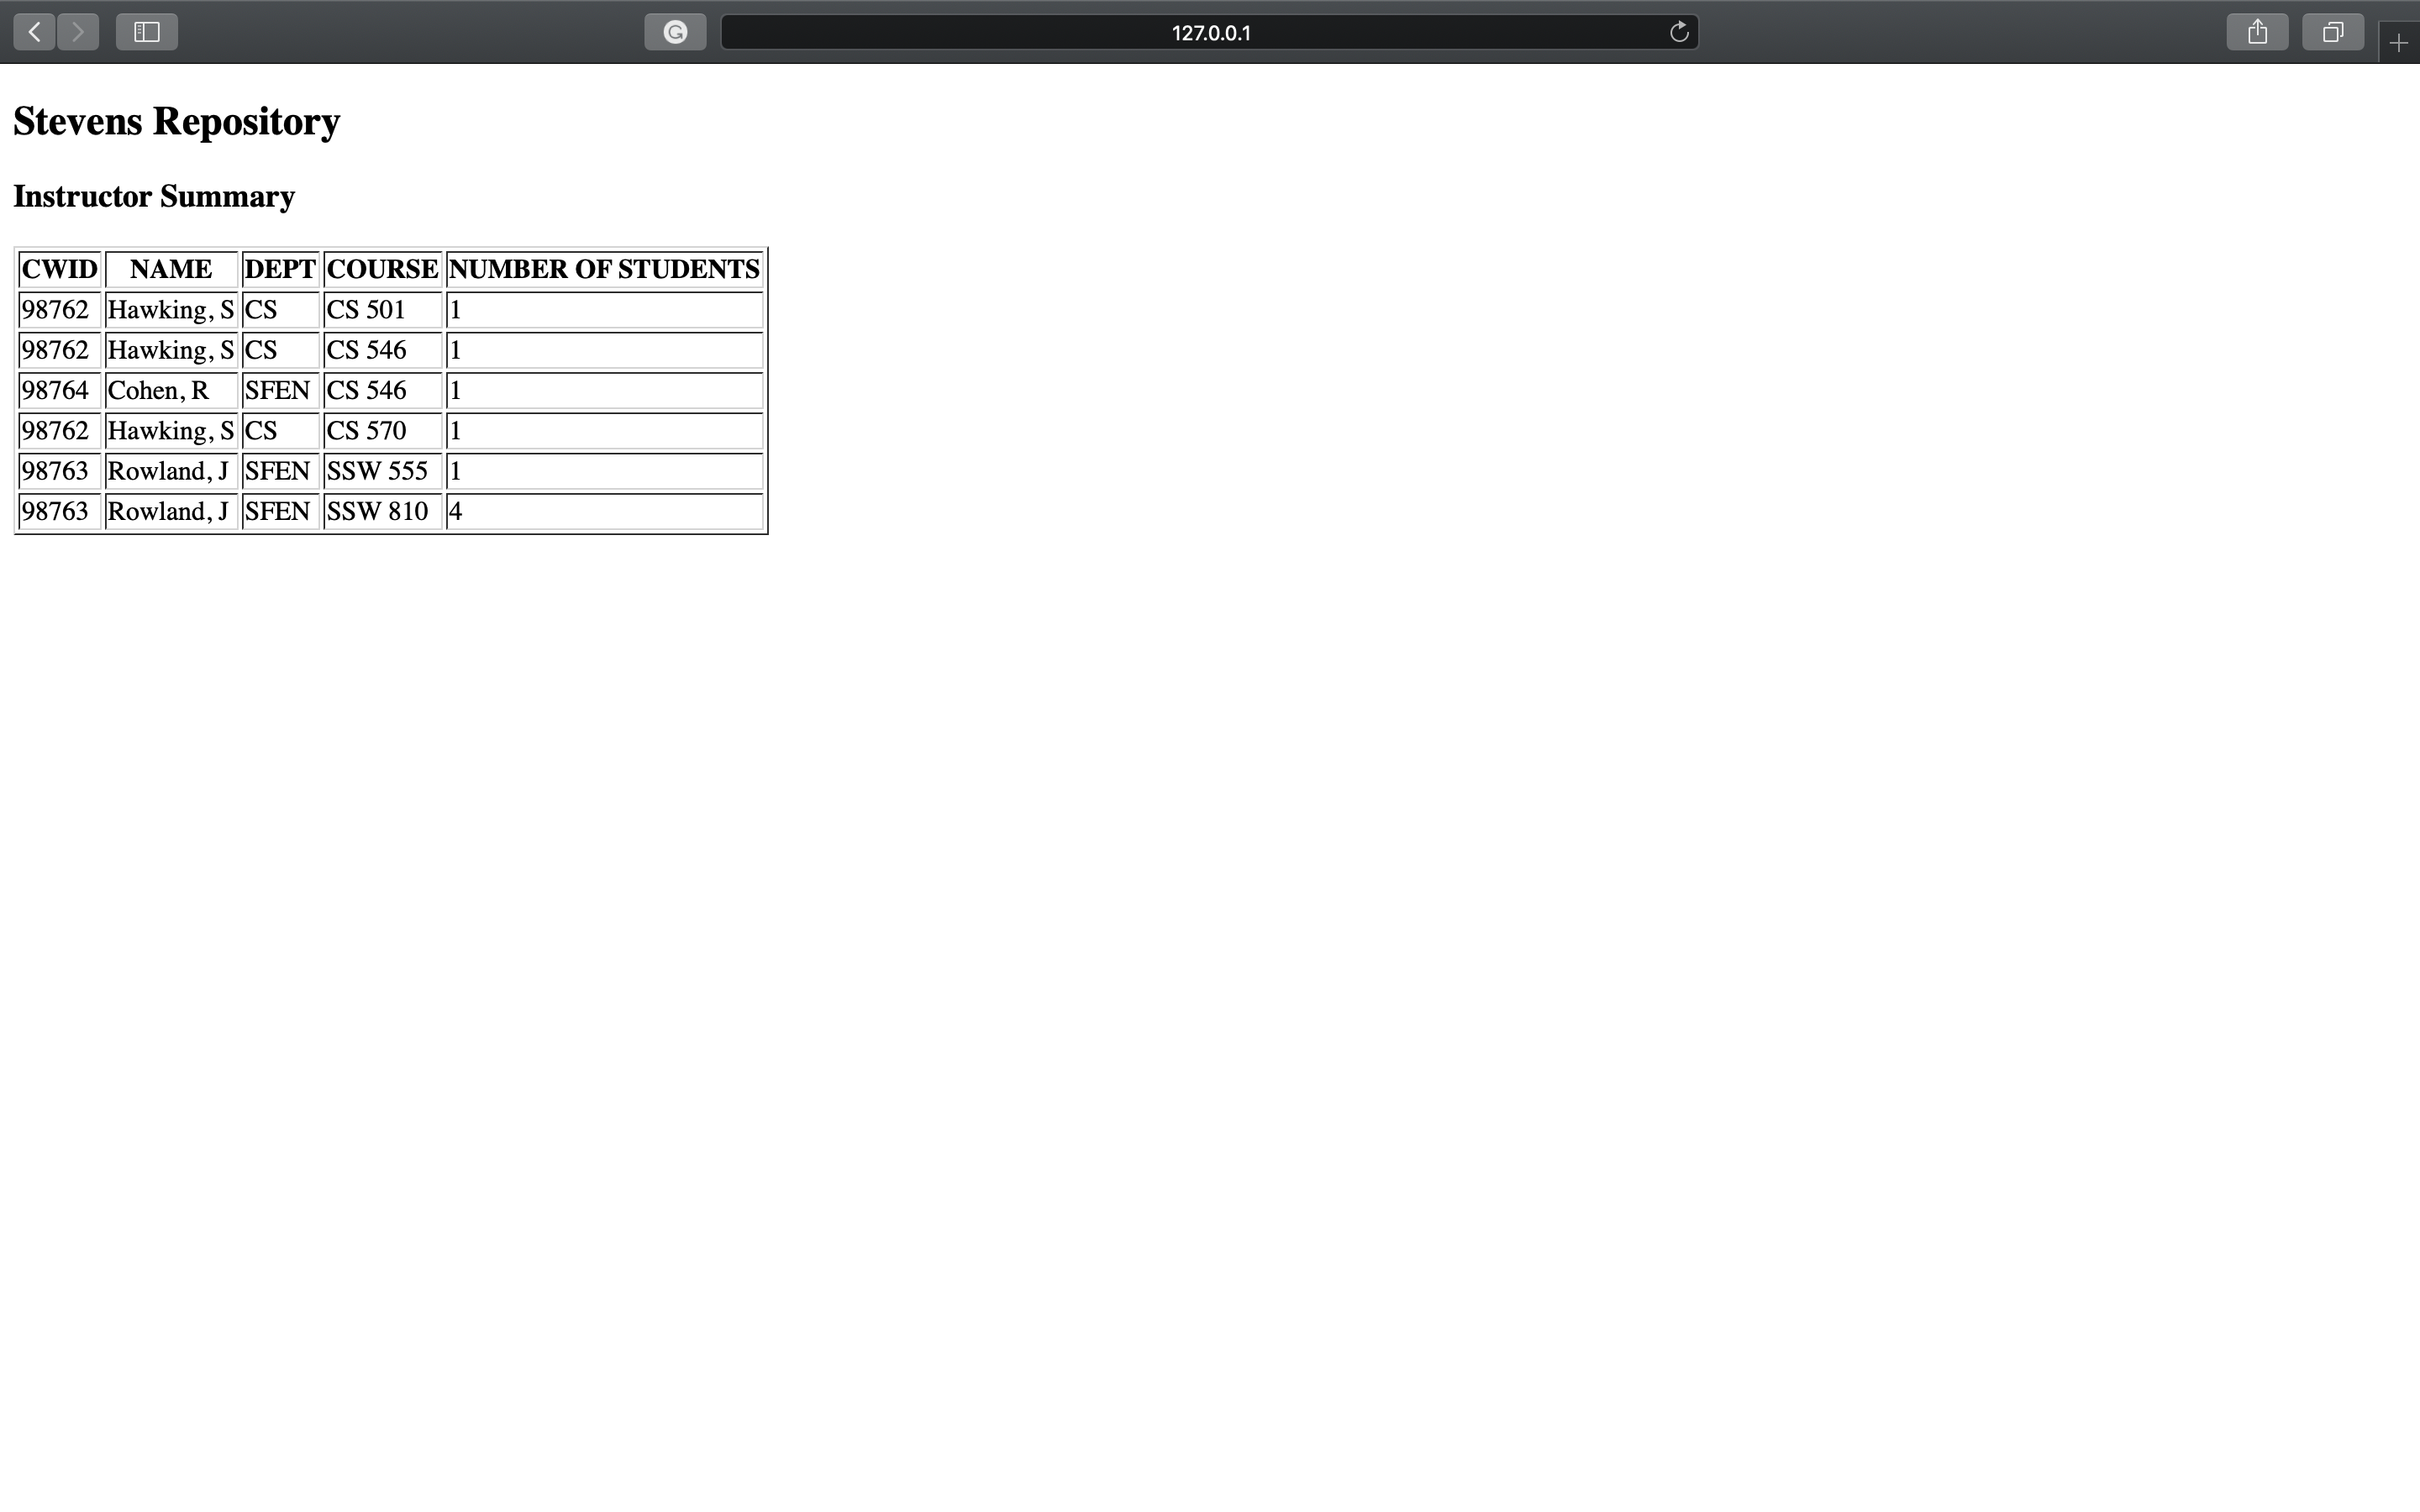 127.0.0.1
Stevens Repository
Instructor Summary
CWID NAME DEPT COURSE NUMBER OF STUDENTS
98762 Hawking, S CS CS 501 1
98762 Hawking, S CS CS 546 1
98764 Cohen, R SFEN CS 546 1
98762 Hawking, S CS CS 570 1
98763 Rowland, J SFEN SSW 555 1
98763 Rowland, J SFEN SSW 810 4